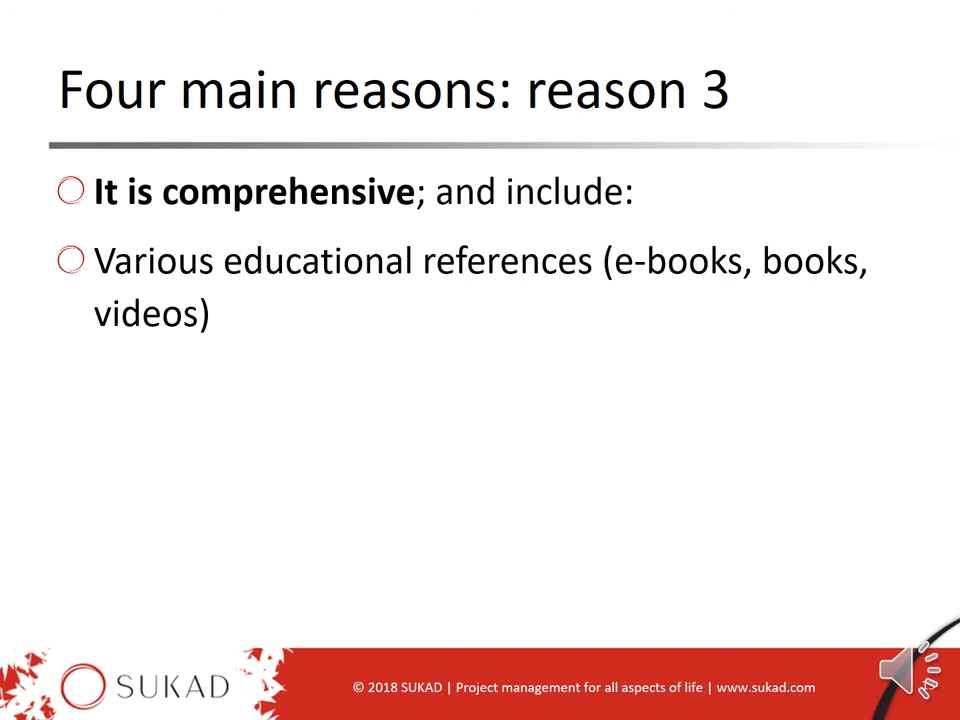 Four main reasons: reason 3
It is comprehensive; and include:
Various educational references (e-books, books,
videos)
SUKAD
© 2018 SUKAD | Project management for all aspects of life | www.sukad.com